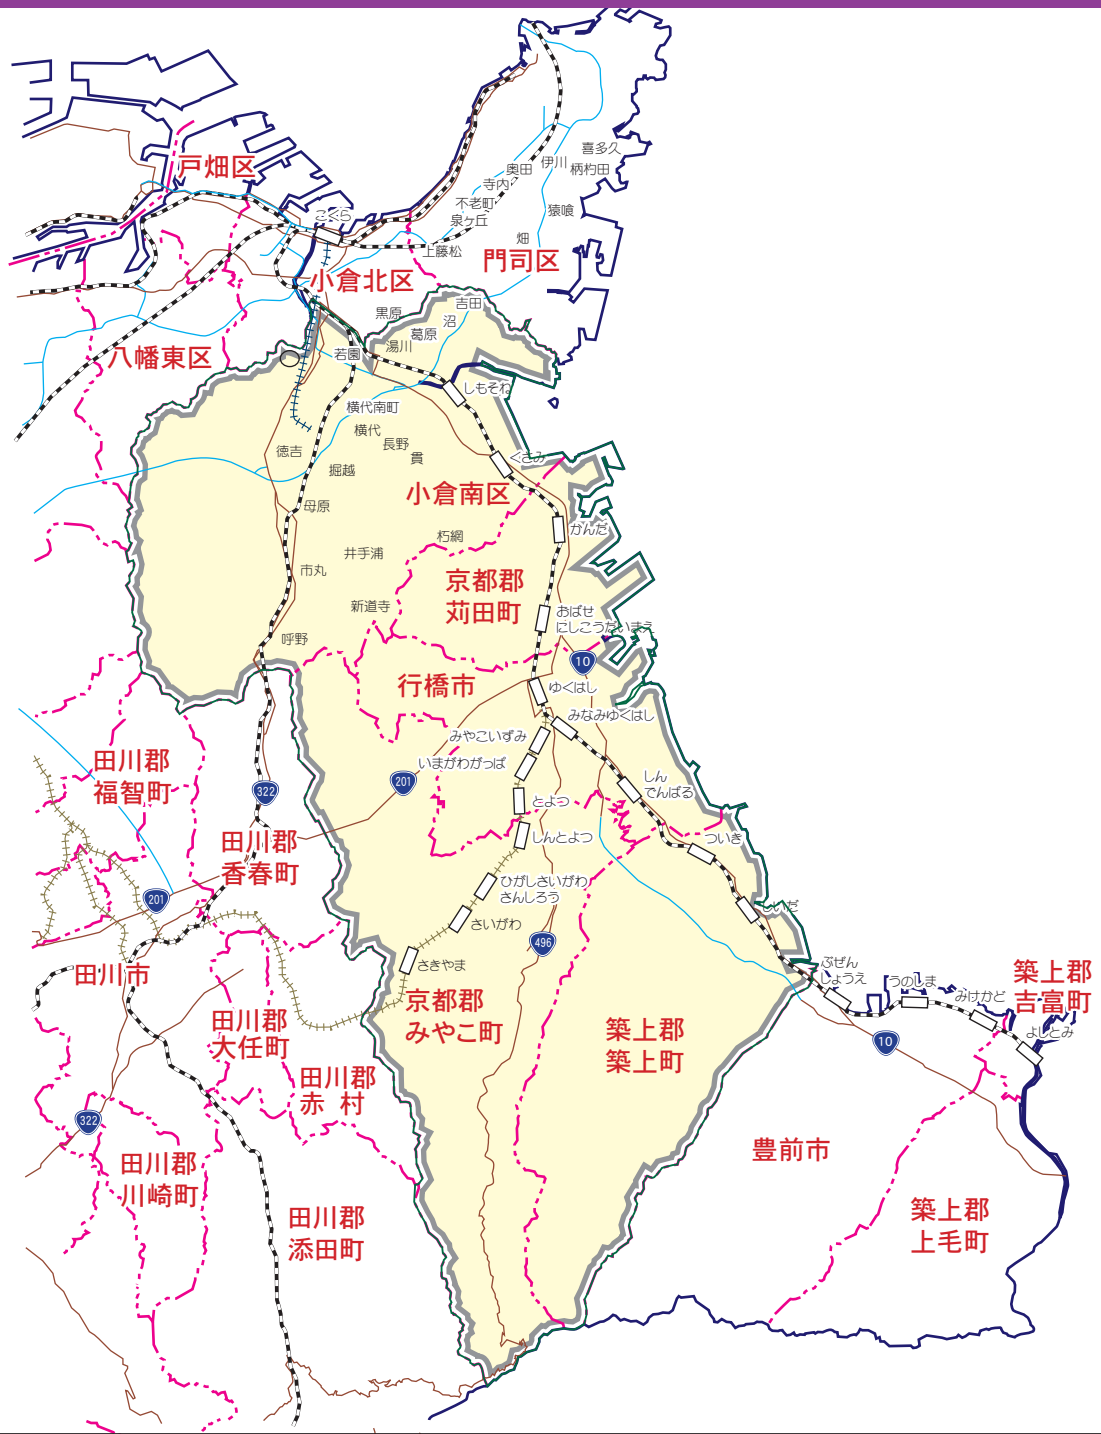 喜多久
戸畑区
伊川
奥田
柄杓田
寺内
不老町
猿喰
こくら
泉ヶ丘
畑
上藤松
門司区
小倉北区
吉田
黒原
沼
葛原
湯川
八幡東区
若園
しもそね
横代南町
横代
長野
徳吉
貫
くさみ
堀越
小倉南区
母原
かんだ
朽網
井手浦
市丸
京都郡
苅田町
新道寺
おばせ
にしこうだいまえ
呼野
10
行橋市
ゆくはし
みなみゆくはし
みやこいずみ
田川郡
福智町
いまがわかっぱ
201
しん
でんばる
322
とよつ
田川郡
香春町
しんとよつ
ついき
ひがしさいがわ
さんしろう
201
しいだ
さいがわ
496
さきやま
田川市
ぶぜん
しょうえ
うのしま
築上郡
吉富町
みけかど
京都郡
みやこ町
田川郡
大任町
築上郡
築上町
よしとみ
10
田川郡
赤 村
322
豊前市
田川郡
川崎町
築上郡
上毛町
田川郡
添田町